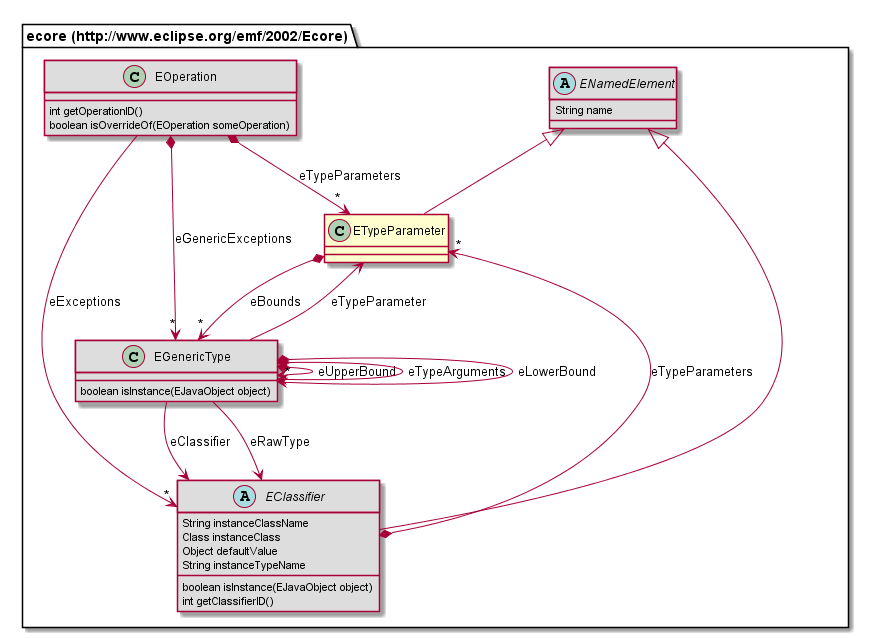 ecore (http://www.eclipse.org/emf/2002/Ecore)
C EOperation
int getOperationID()
boolean isOverrideOf(EOperation someOperation)
A ENamedElement
String name
eTypeParameters
*
C ETypeParameter
*
eGenericExceptions
eExceptions
eBounds
eTypeParameter
*
*
C EGenericType
boolean isInstance(EJavaObject object)
*
eUpperBound
eTypeArguments
eLowerBound
eTypeParameters
eClassifier
eRawType
*
A EClassifier
String instanceClassName
Class instanceClass
Object defaultValue
String instanceTypeName
boolean isInstance(EJavaObject object)
int getClassifierID()